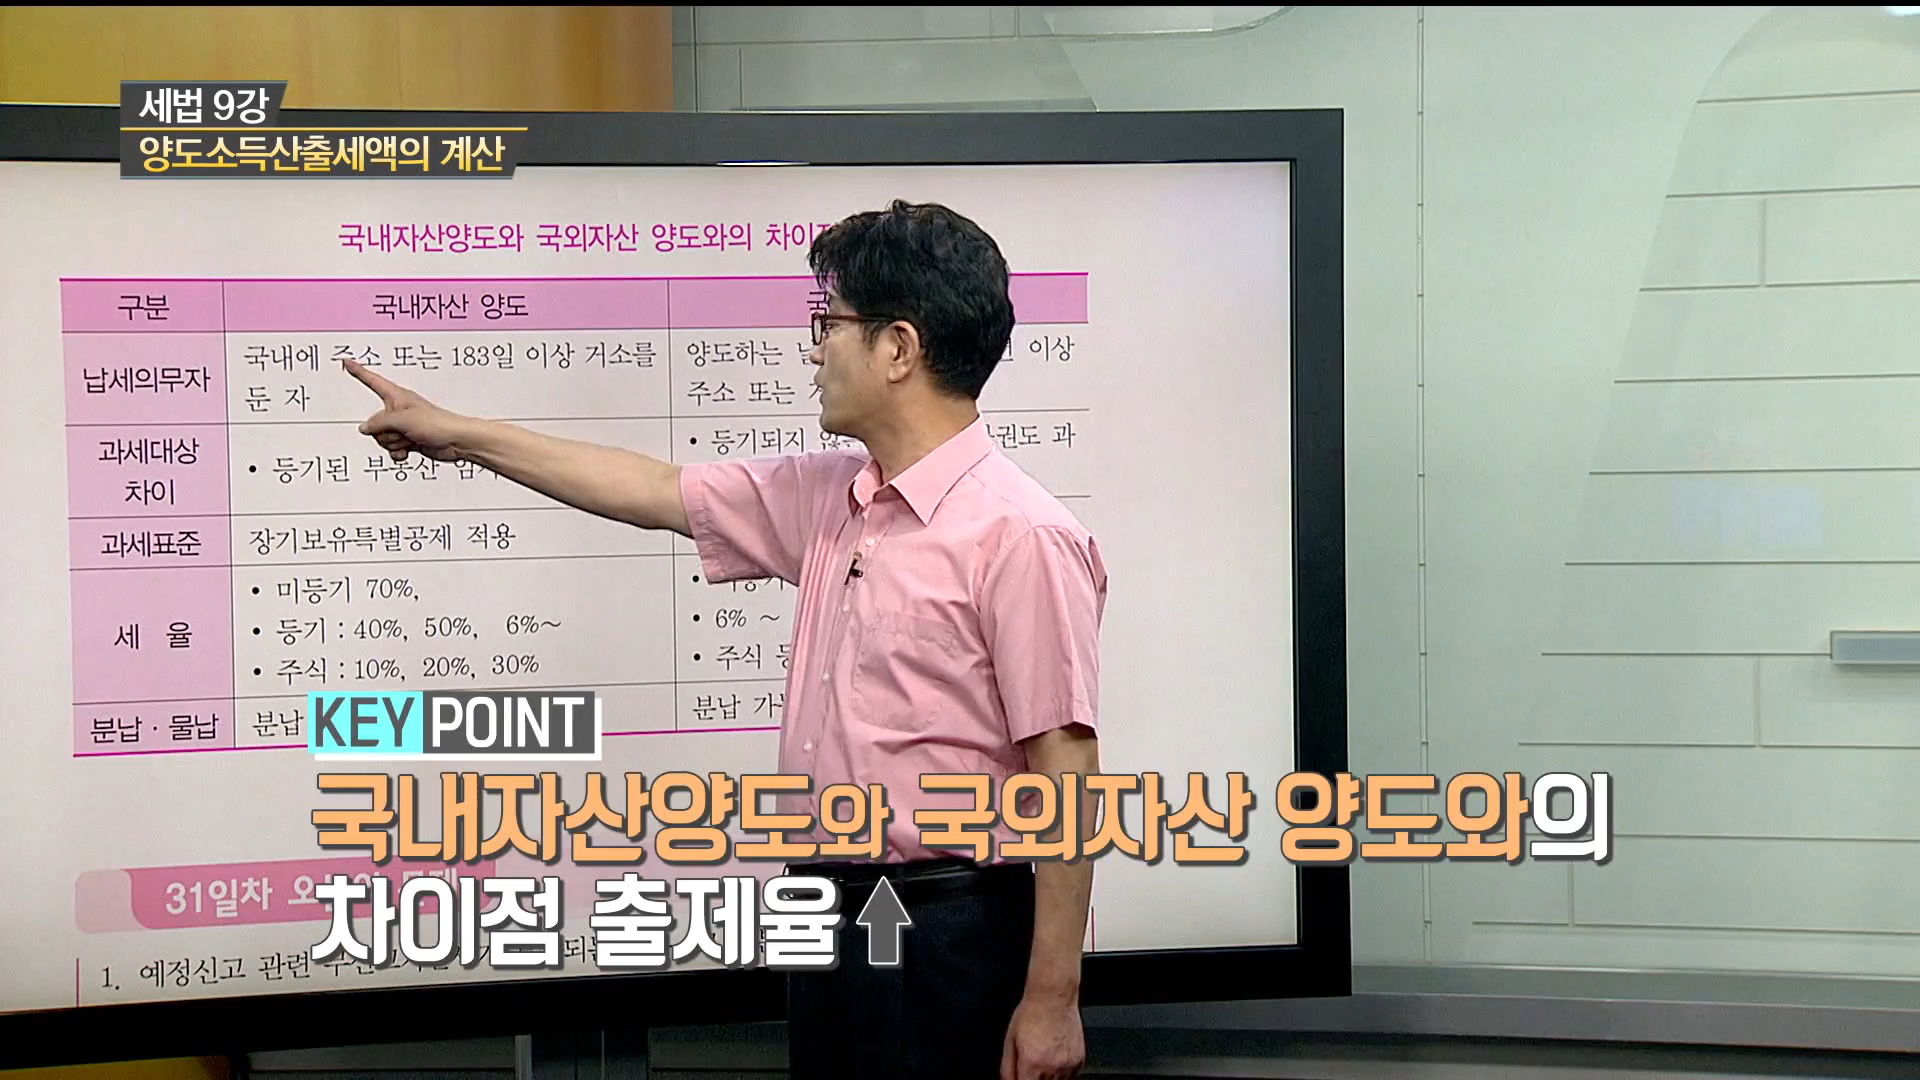 세법 9강
양도소득산출세액의 계산
국내자산양도와 국외자산 양도와의
구분 국내자산 양도
납세의무자 국내에 주소 또는 183일 이상 거소를 양도하는 이상
둔 자 주소 또는
과세대상 차이 • 등기된 부동산 • 등기되지 과
과세표준 장기보유특별공제 적용
세 율 • 미등기 70%,
• 등기 : 40%, 50%, 6%~ • 6% ~
• 주식 : 10%, 20%, 30% • 주식
분납 · 물납 분납 분납
KEY POINT
국내자산양도와 국외자산 양도와의
차이점 출제율
31일차
1. 예정신고 관련